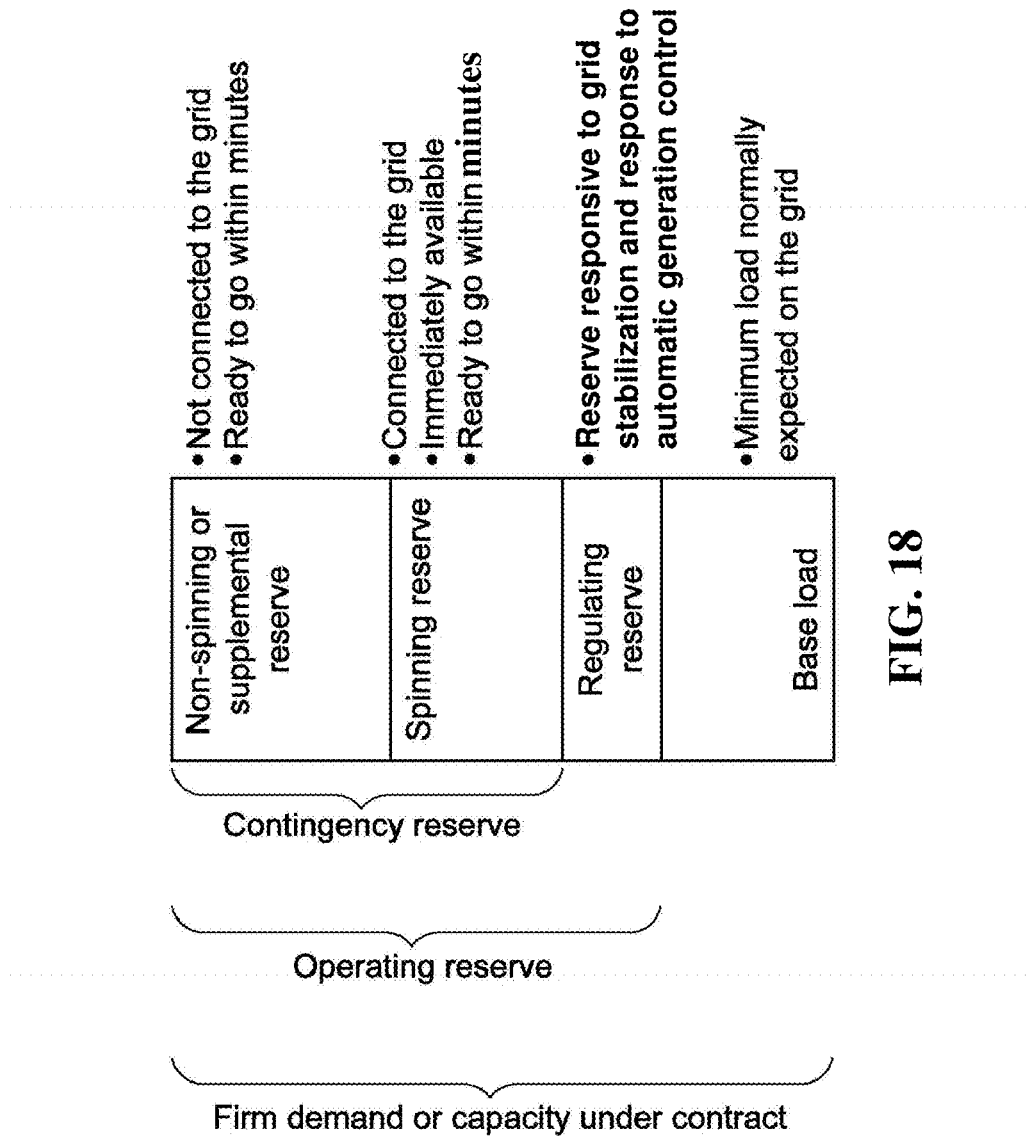 Non-spinning or
supplemental
reserve
•Not connected to the grid
•Ready to go within minutes
Spinning reserve
•Connected to the grid
•Immediately available
•Ready to go within minutes
Regulating
reserve
•Reserve responsive to grid
stabilization and response to
automatic generation control
Base load
•Minimum load normally
expected on the grid
Contingency reserve
Operating reserve
Firm demand or capacity under contract
FIG. 18